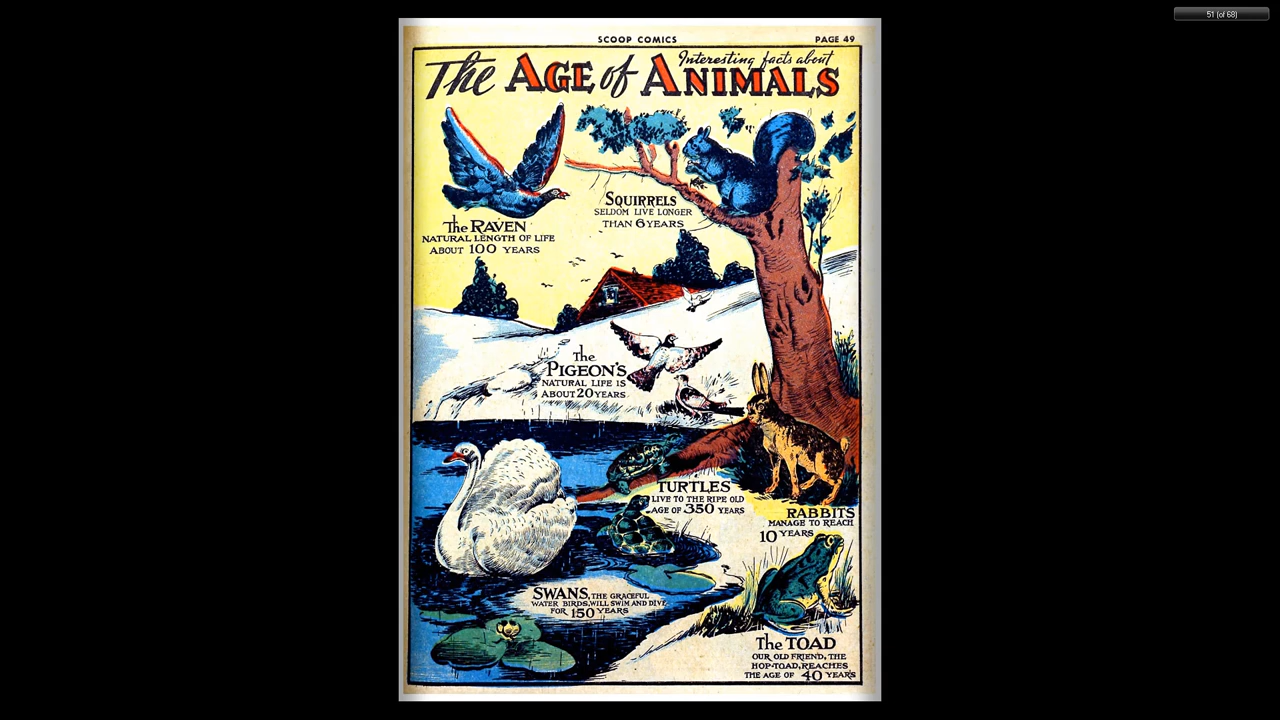 51 (of 68)
SCOOP COMICS PAGE 49
Interesting facts about
The AGE of ANIMALS
The RAVEN
NATURAL LENGTH OF LIFE
ABOUT 100 YEARS
SQUIRRELS
SELDOM LIVE LONGER
THAN 6 YEARS
The
PIGEON'S
NATURAL LIFE IS
ABOUT 20 YEARS
TURTLES
LIVE TO THE RIPE OLD
AGE OF 350 YEARS
RABBITS
MANAGE TO REACH
10 YEARS
SWANS, THE GRACEFUL
WATER BIRDS, WILL SWIM AND DIVE
FOR 150 YEARS
The TOAD
OUR OLD FRIEND, THE
HOP-TOAD, REACHES
THE AGE OF 40 YEARS